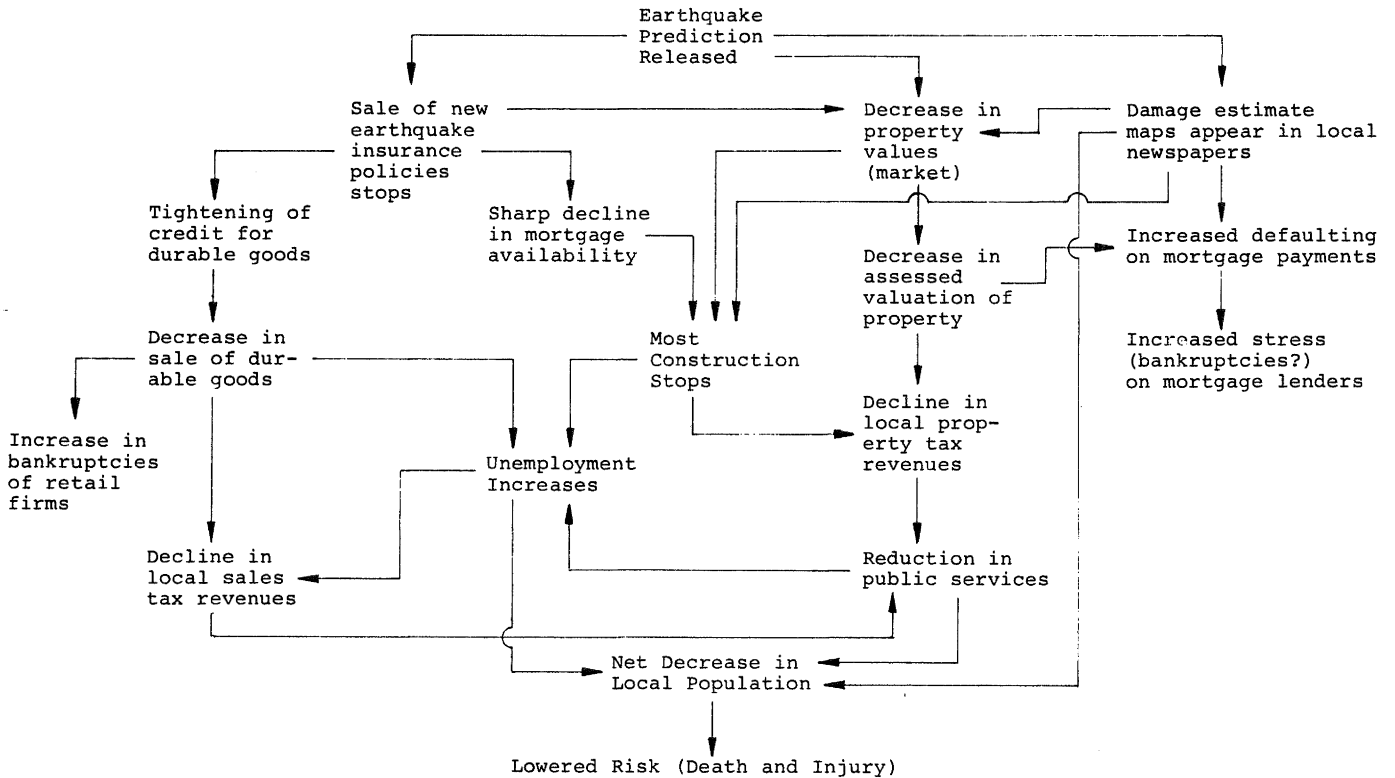 Earthquake
Prediction
Released
Sale of new
earthquake
insurance
policies
stops
Decrease in
property
values
(market)
Damage estimate
maps appear in local
newspapers
Tightening of
credit for
durable goods
Sharp decline
in mortgage
availability
Decrease in
assessed
valuation of
property
Increased defaulting
on mortgage payments
Decrease in
sale of dur-
able goods
Most
Construction
Stops
Increased stress
(bankruptcies?)
on mortgage lenders
Decline in
local prop-
erty tax
revenues
Increase in
bankruptcies
of retail
firms
Unemployment
Increases
Decline in
local sales
tax revenues
Reduction in
public services
Net Decrease in
Local Population
Lowered Risk (Death and Injury)